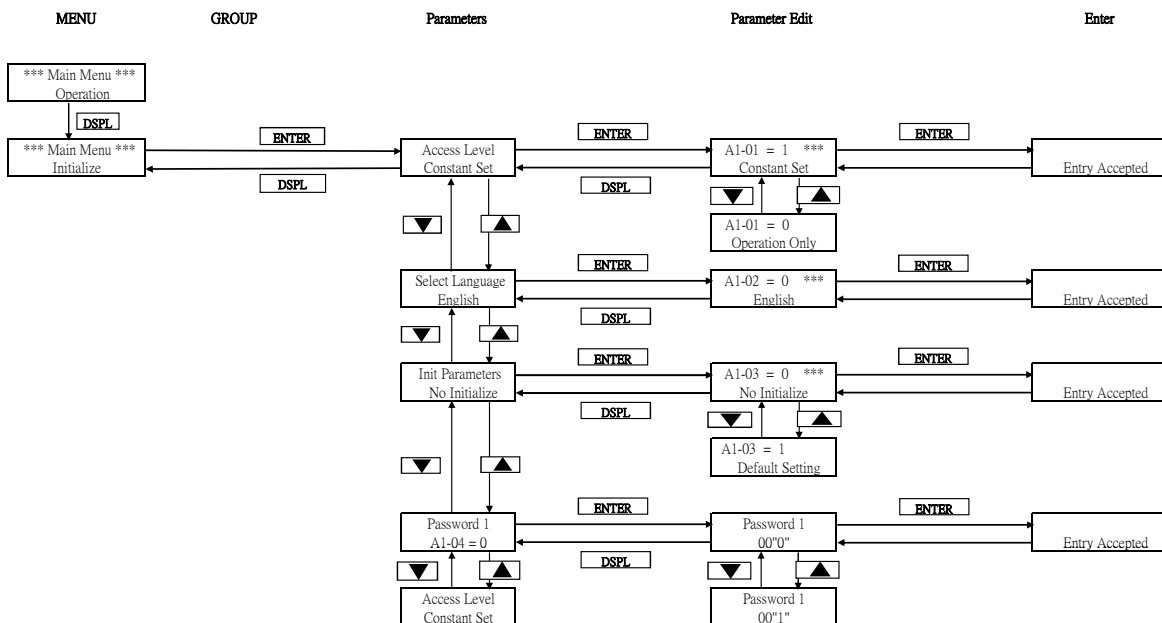 MENU GROUP Parameters Parameter Edit Enter
*** Main Menu ***
Operation
DSPL
*** Main Menu ***
Initialize
ENTER
DSPL
Access Level
Constant Set
ENTER
DSPL
A1-01 = 1 ***
Constant Set
ENTER
Entry Accepted
A1-01 = 0
Operation Only
Select Language
English
ENTER
DSPL
A1-02 = 0 ***
English
ENTER
Entry Accepted
Init Parameters
No Initialize
ENTER
DSPL
A1-03 = 0 ***
No Initialize
ENTER
Entry Accepted
A1-03 = 1
Default Setting
Password 1
A1-04 = 0
ENTER
DSPL
Password 1
00"0"
ENTER
Entry Accepted
Access Level
Constant Set
Password 1
00"1"